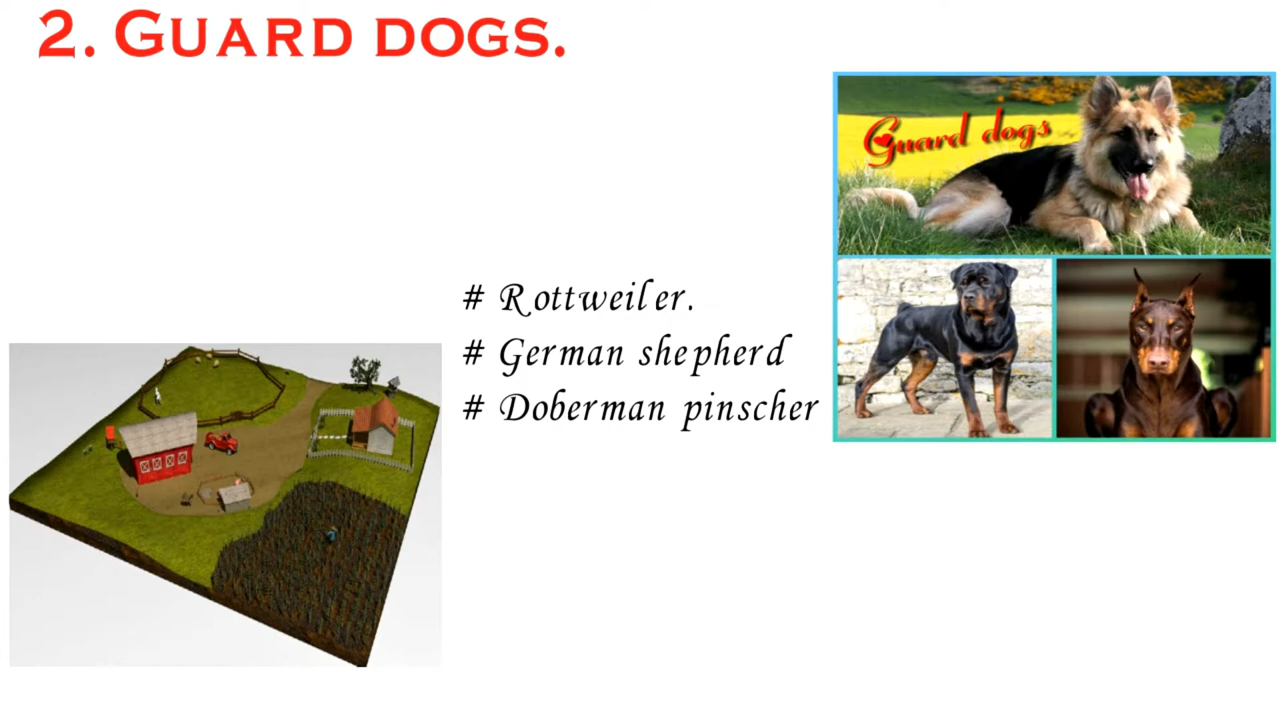 2. GUARD DOGS.
Guard dogs
# Rottweiler.
# German shepherd
# Doberman pinscher